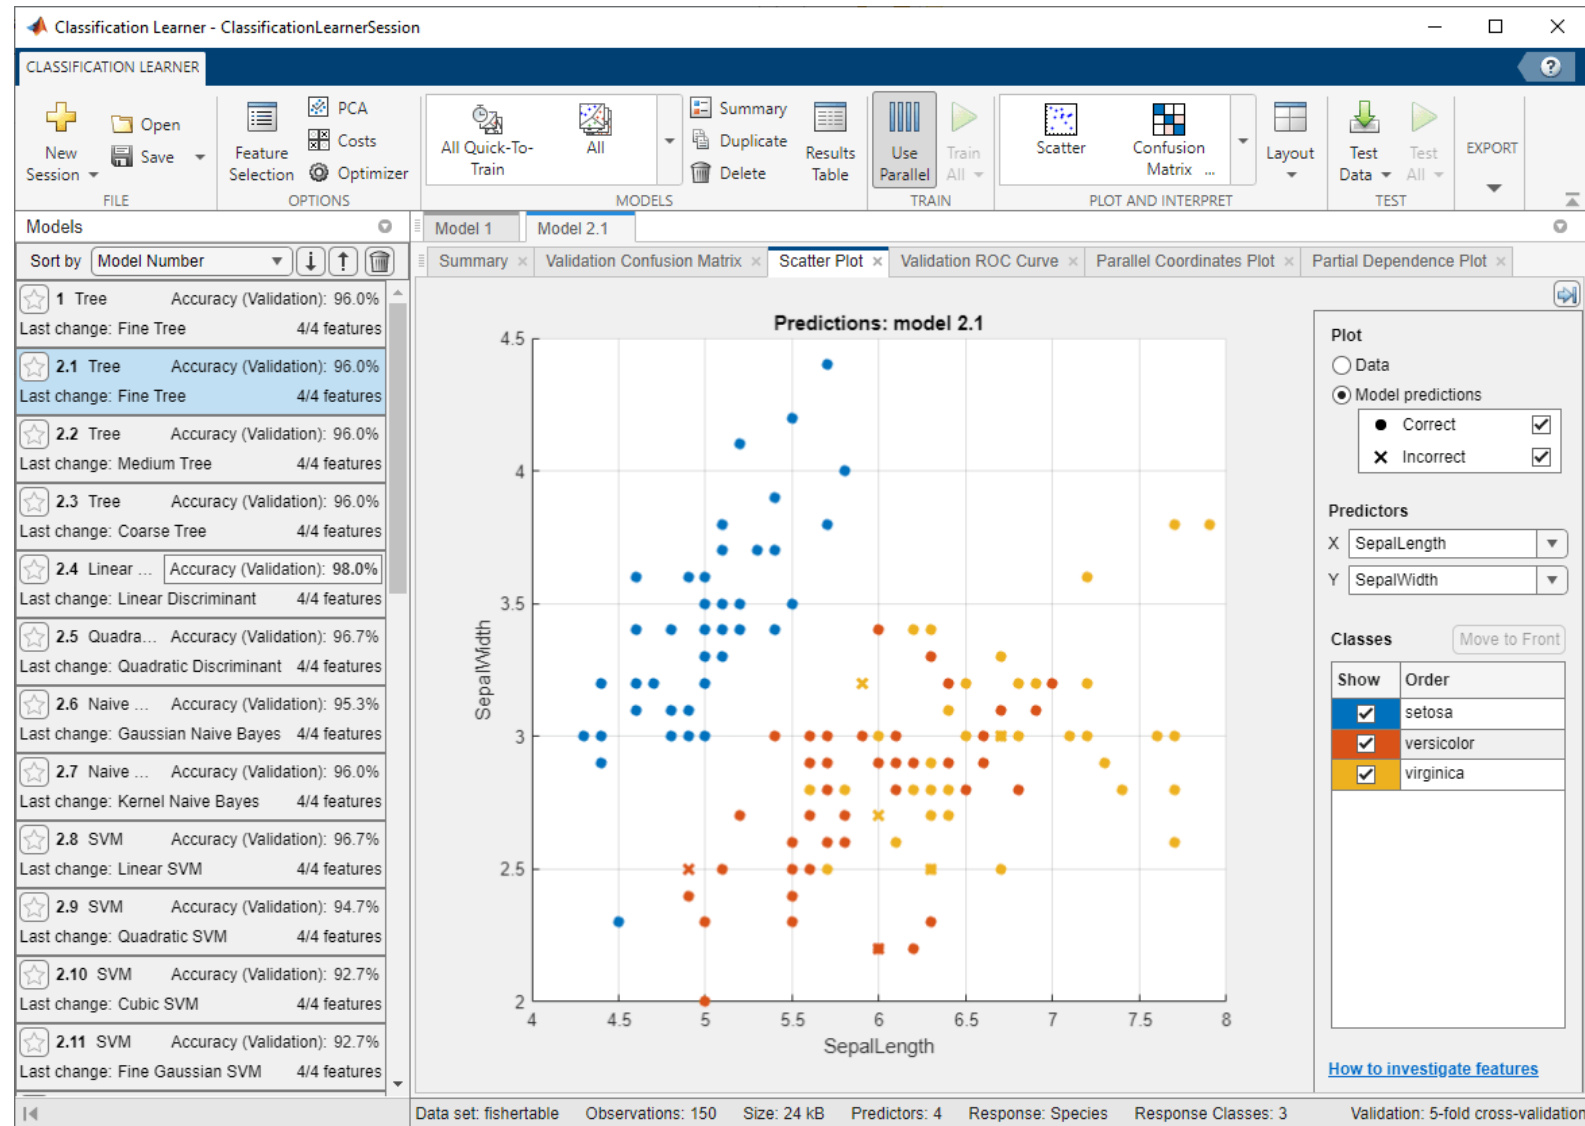 Classification Learner - ClassificationLearnerSession
CLASSIFICATION LEARNER
New Session
Open
Save
FILE
Feature Selection
PCA
Costs
Optimizer
OPTIONS
All Quick-To-Train
All
Summary
Duplicate
Delete
Results Table
MODELS
Use Parallel
Train All
TRAIN
Scatter
Confusion Matrix ...
Layout
PLOT AND INTERPRET
Test Data
Test All
TEST
EXPORT
Models
Sort by Model Number
1 Tree Accuracy (Validation): 96.0%
Last change: Fine Tree 4/4 features
2.1 Tree Accuracy (Validation): 96.0%
Last change: Fine Tree 4/4 features
2.2 Tree Accuracy (Validation): 96.0%
Last change: Medium Tree 4/4 features
2.3 Tree Accuracy (Validation): 96.0%
Last change: Coarse Tree 4/4 features
2.4 Linear ... Accuracy (Validation): 98.0%
Last change: Linear Discriminant 4/4 features
2.5 Quadra... Accuracy (Validation): 96.7%
Last change: Quadratic Discriminant 4/4 features
2.6 Naive ... Accuracy (Validation): 95.3%
Last change: Gaussian Naive Bayes 4/4 features
2.7 Naive ... Accuracy (Validation): 96.0%
Last change: Kernel Naive Bayes 4/4 features
2.8 SVM Accuracy (Validation): 96.7%
Last change: Linear SVM 4/4 features
2.9 SVM Accuracy (Validation): 94.7%
Last change: Quadratic SVM 4/4 features
2.10 SVM Accuracy (Validation): 92.7%
Last change: Cubic SVM 4/4 features
2.11 SVM Accuracy (Validation): 92.7%
Last change: Fine Gaussian SVM 4/4 features
Model 1 Model 2.1
Summary Validation Confusion Matrix Scatter Plot Validation ROC Curve Parallel Coordinates Plot Partial Dependence Plot
Predictions: model 2.1
4.5
4
3.5
3
2.5
2
SepalWidth
4 4.5 5 5.5 6 6.5 7 7.5 8
SepalLength
Plot
Data
Model predictions
Correct
Incorrect
Predictors
X SepalLength
Y SepalWidth
Classes Move to Front
Show Order
setosa
versicolor
virginica
How to investigate features
Data set: fishertable Observations: 150 Size: 24 kB Predictors: 4 Response: Species Response Classes: 3 Validation: 5-fold cross-validation